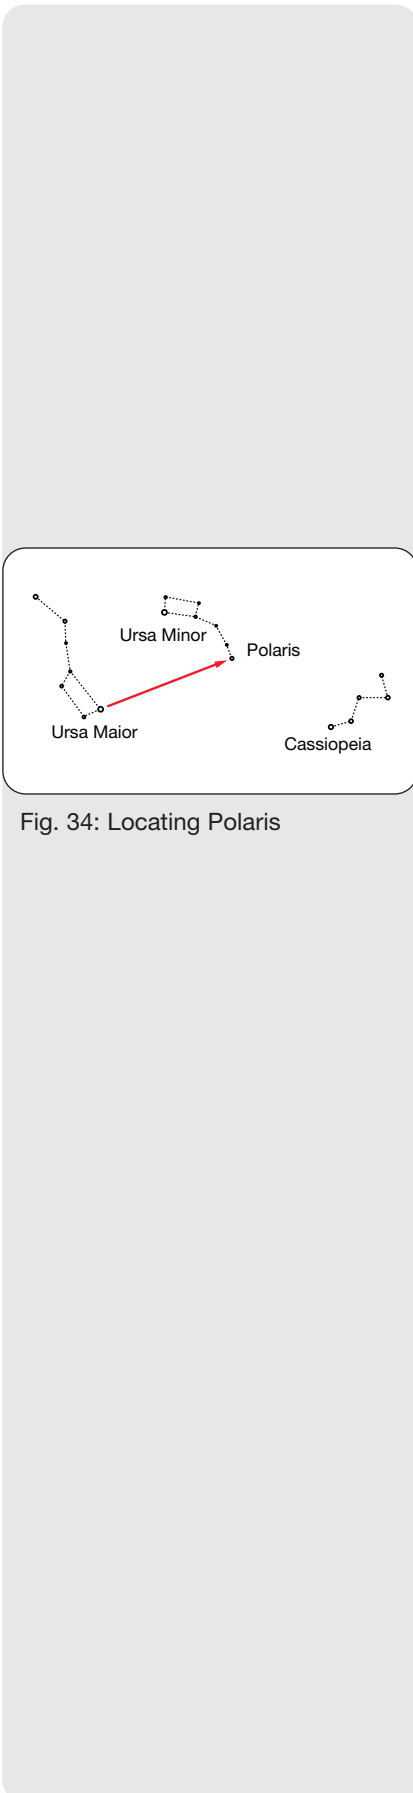 Ursa Minor
Polaris
Ursa Maior
Cassiopeia
Fig. 34: Locating Polaris